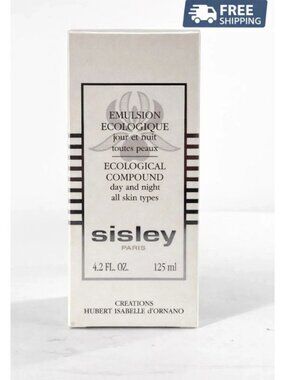 FREE
SHIPPING
EMULSION
ECOLOGIQUE
jour et nuit
toutes peaux
ECOLOGICAL
COMPOUND
day and night
all skin types
sisley
PARIS
4.2 FL. OZ. 125 ml
CREATIONS
HUBERT ISABELLE d'ORNANO